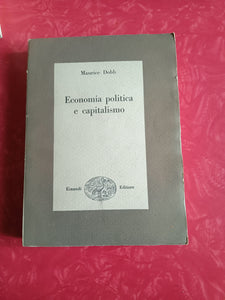 Maurice Dobb
Economia politica
e capitalismo
Einaudi Editore